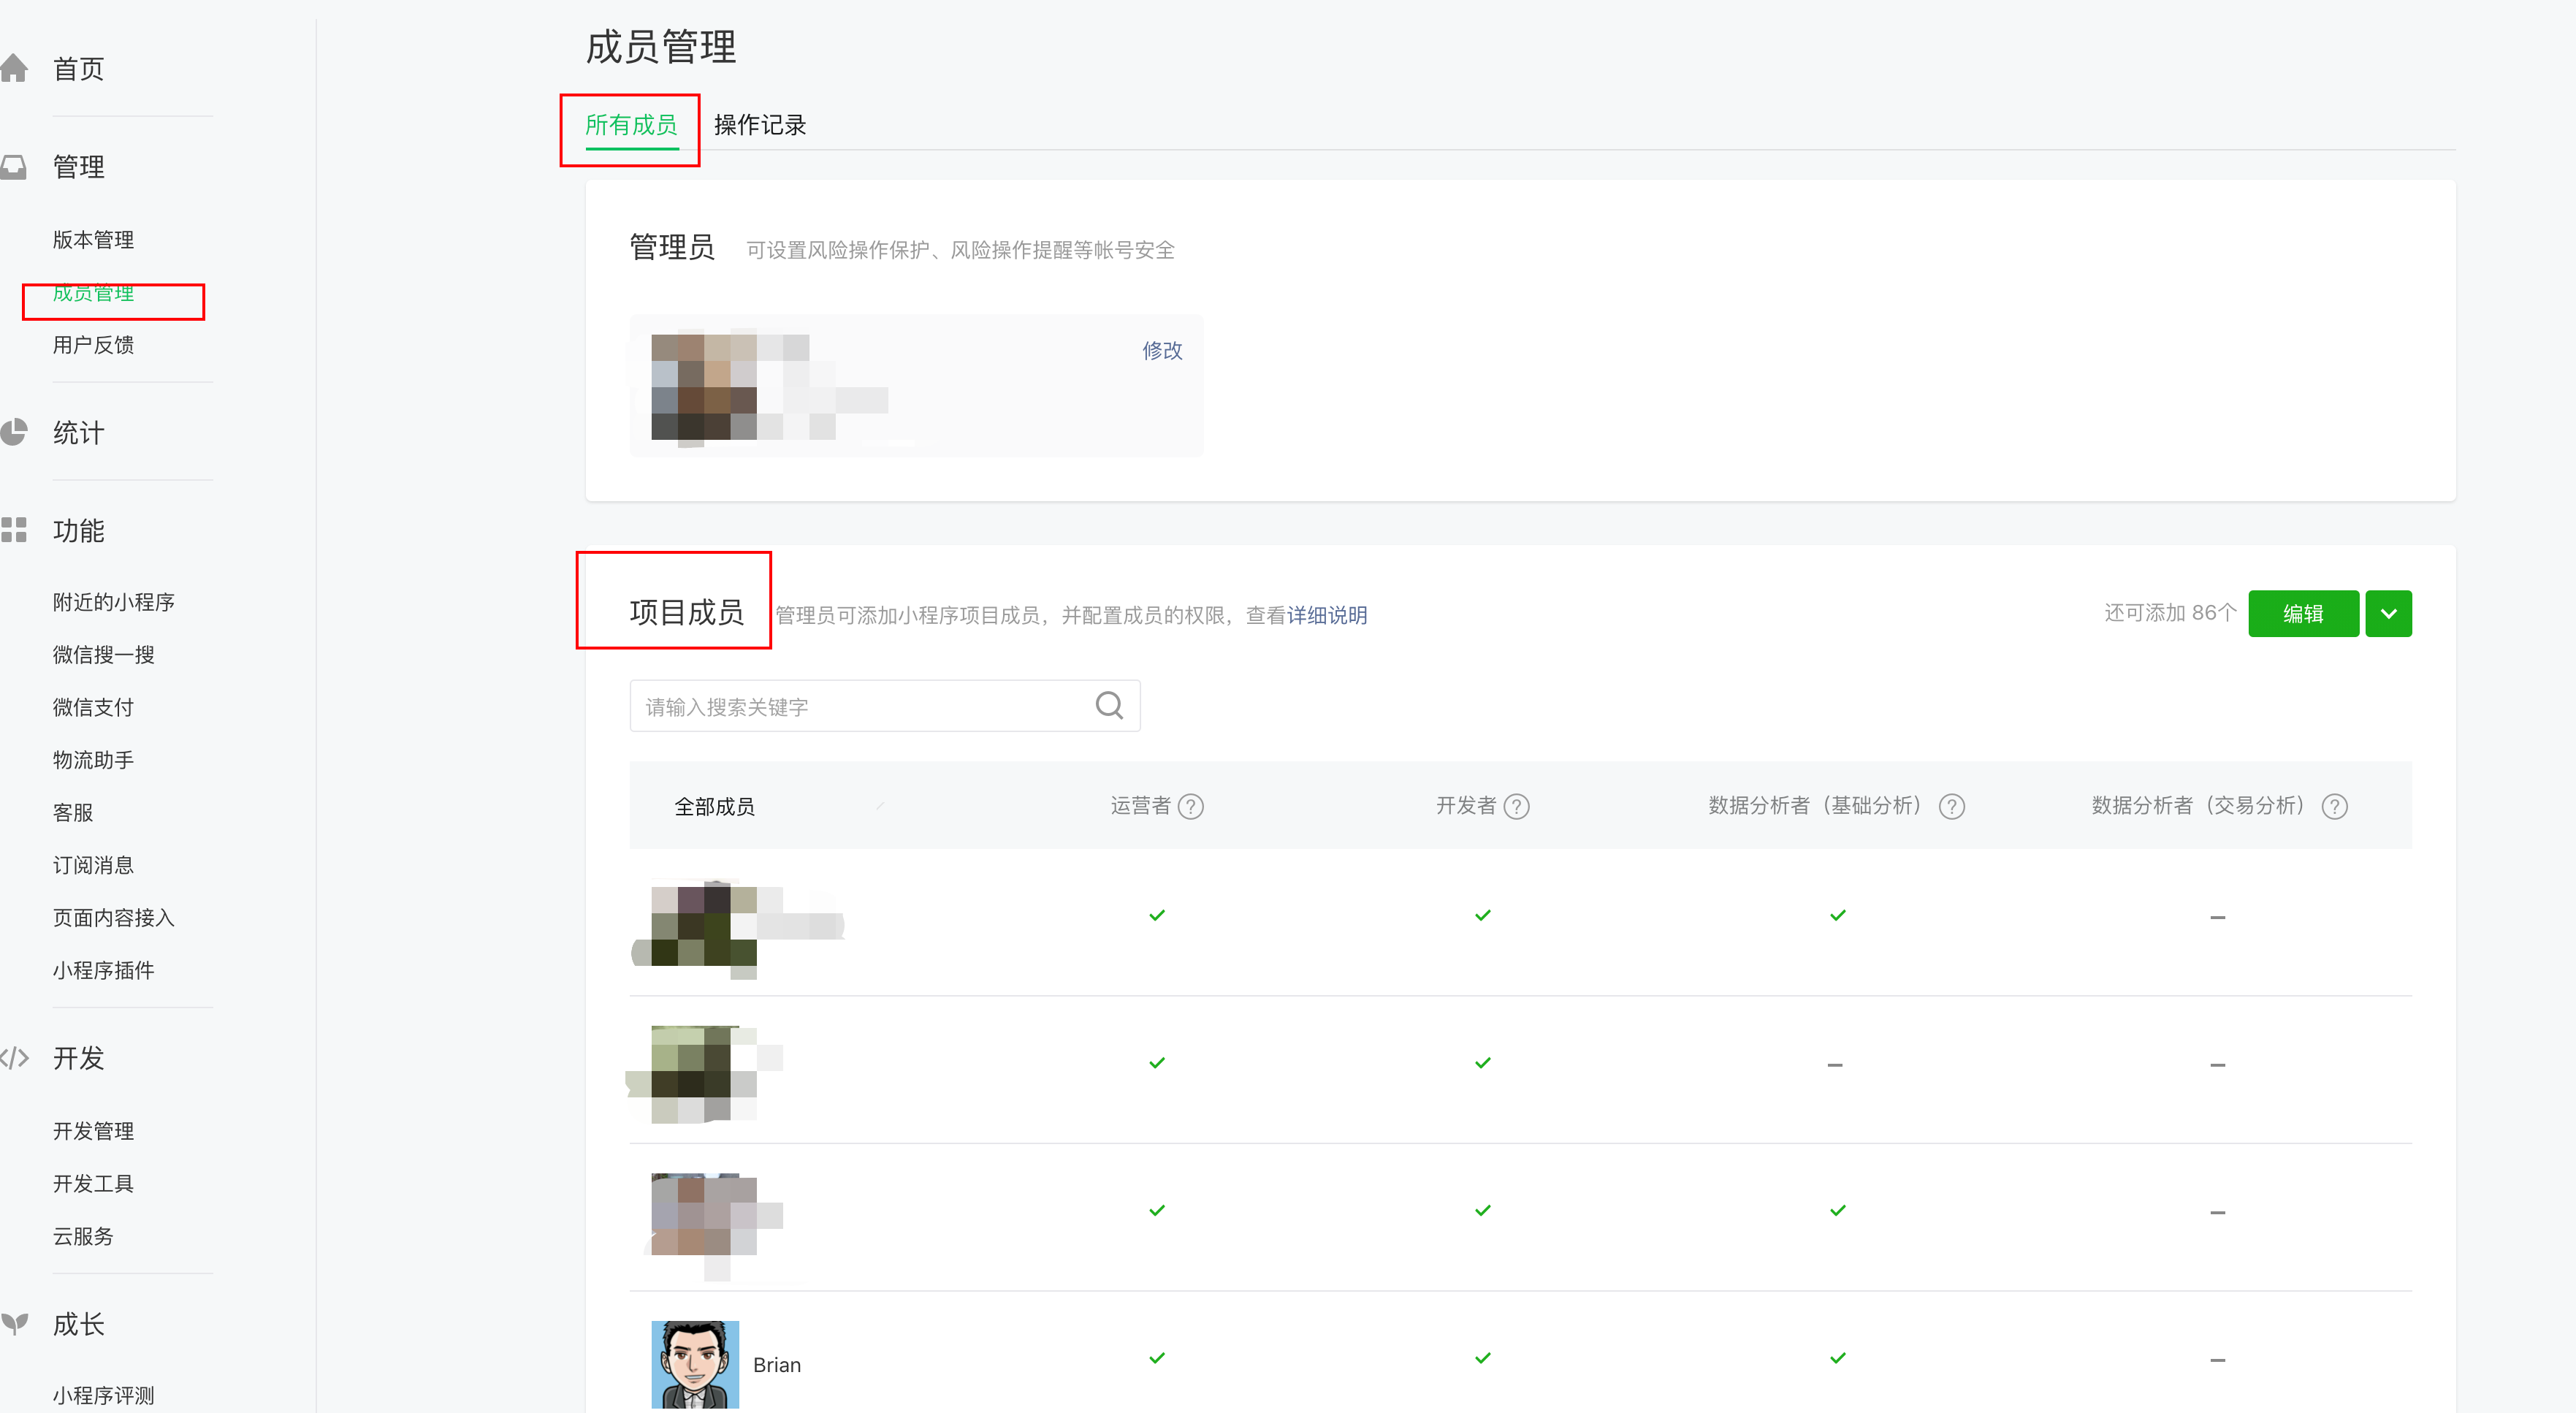 首页
管理
版本管理
成员管理
用户反馈
统计
功能
附近的小程序
微信搜一搜
微信支付
物流助手
客服
订阅消息
页面内容接入
小程序插件
开发
开发管理
开发工具
云服务
成长
小程序评测
成员管理
所有成员 操作记录
管理员 可设置风险操作保护、风险操作提醒等帐号安全
修改
项目成员 管理员可添加小程序项目成员，并配置成员的权限，查看详细说明 还可添加 86个 编辑
请输入搜索关键字
全部成员 运营者 ? 开发者 ? 数据分析者（基础分析） ? 数据分析者（交易分析） ?
Brian